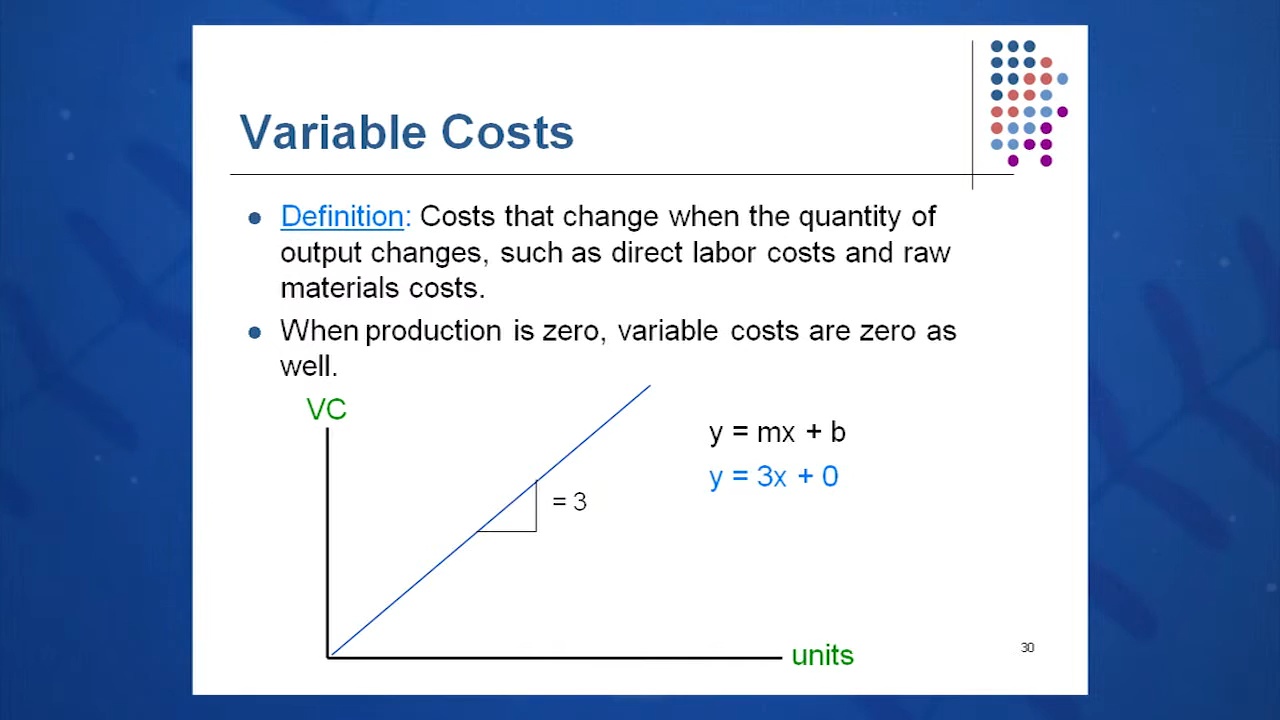 Variable Costs
Definition: Costs that change when the quantity of
output changes, such as direct labor costs and raw
materials costs.
When production is zero, variable costs are zero as
well.
VC
y = mx + b
y = 3x + 0
= 3
units
30